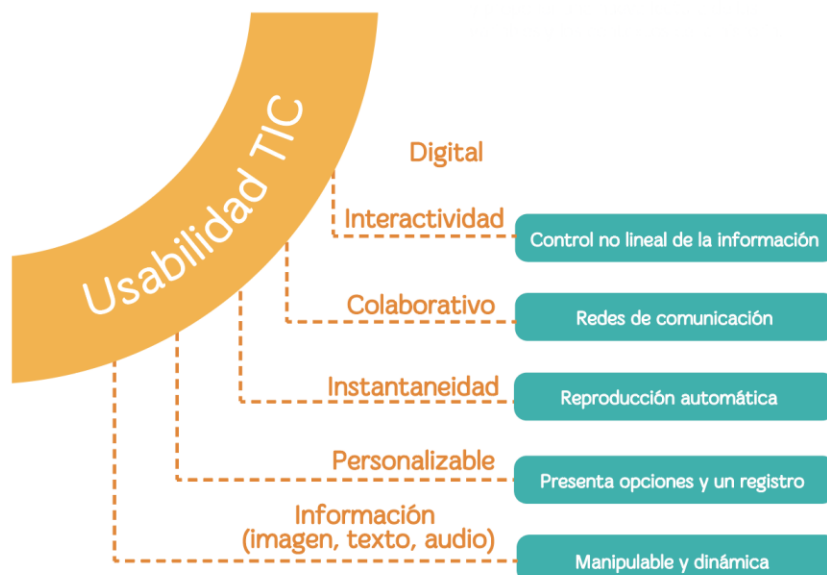 Usabilidad TIC
Digital
Interactividad
Control no lineal de la información
Colaborativo
Redes de comunicación
Instantaneidad
Reproducción automática
Personalizable
Presenta opciones y un registro
Información
(imagen, texto, audio)
Manipulable y dinámica